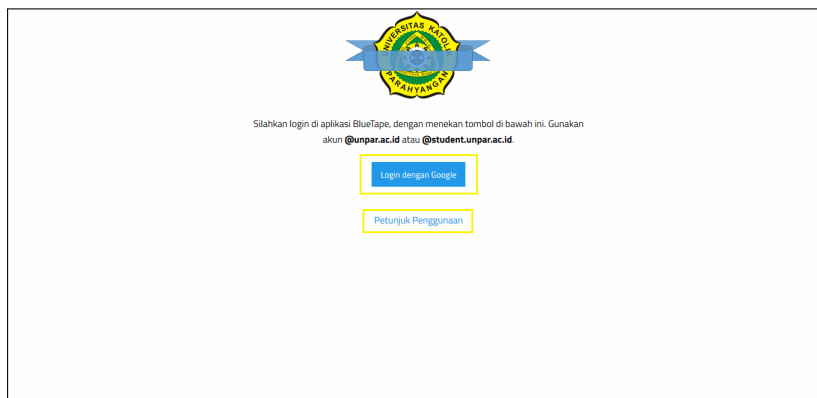 UNIVERSITAS KATOLIK
PARAHYANGAN
Silahkan login di aplikasi BlueTape, dengan menekan tombol di bawah ini. Gunakan
akun @unpar.ac.id atau @student.unpar.ac.id.
Login dengan Google
Petunjuk Penggunaan